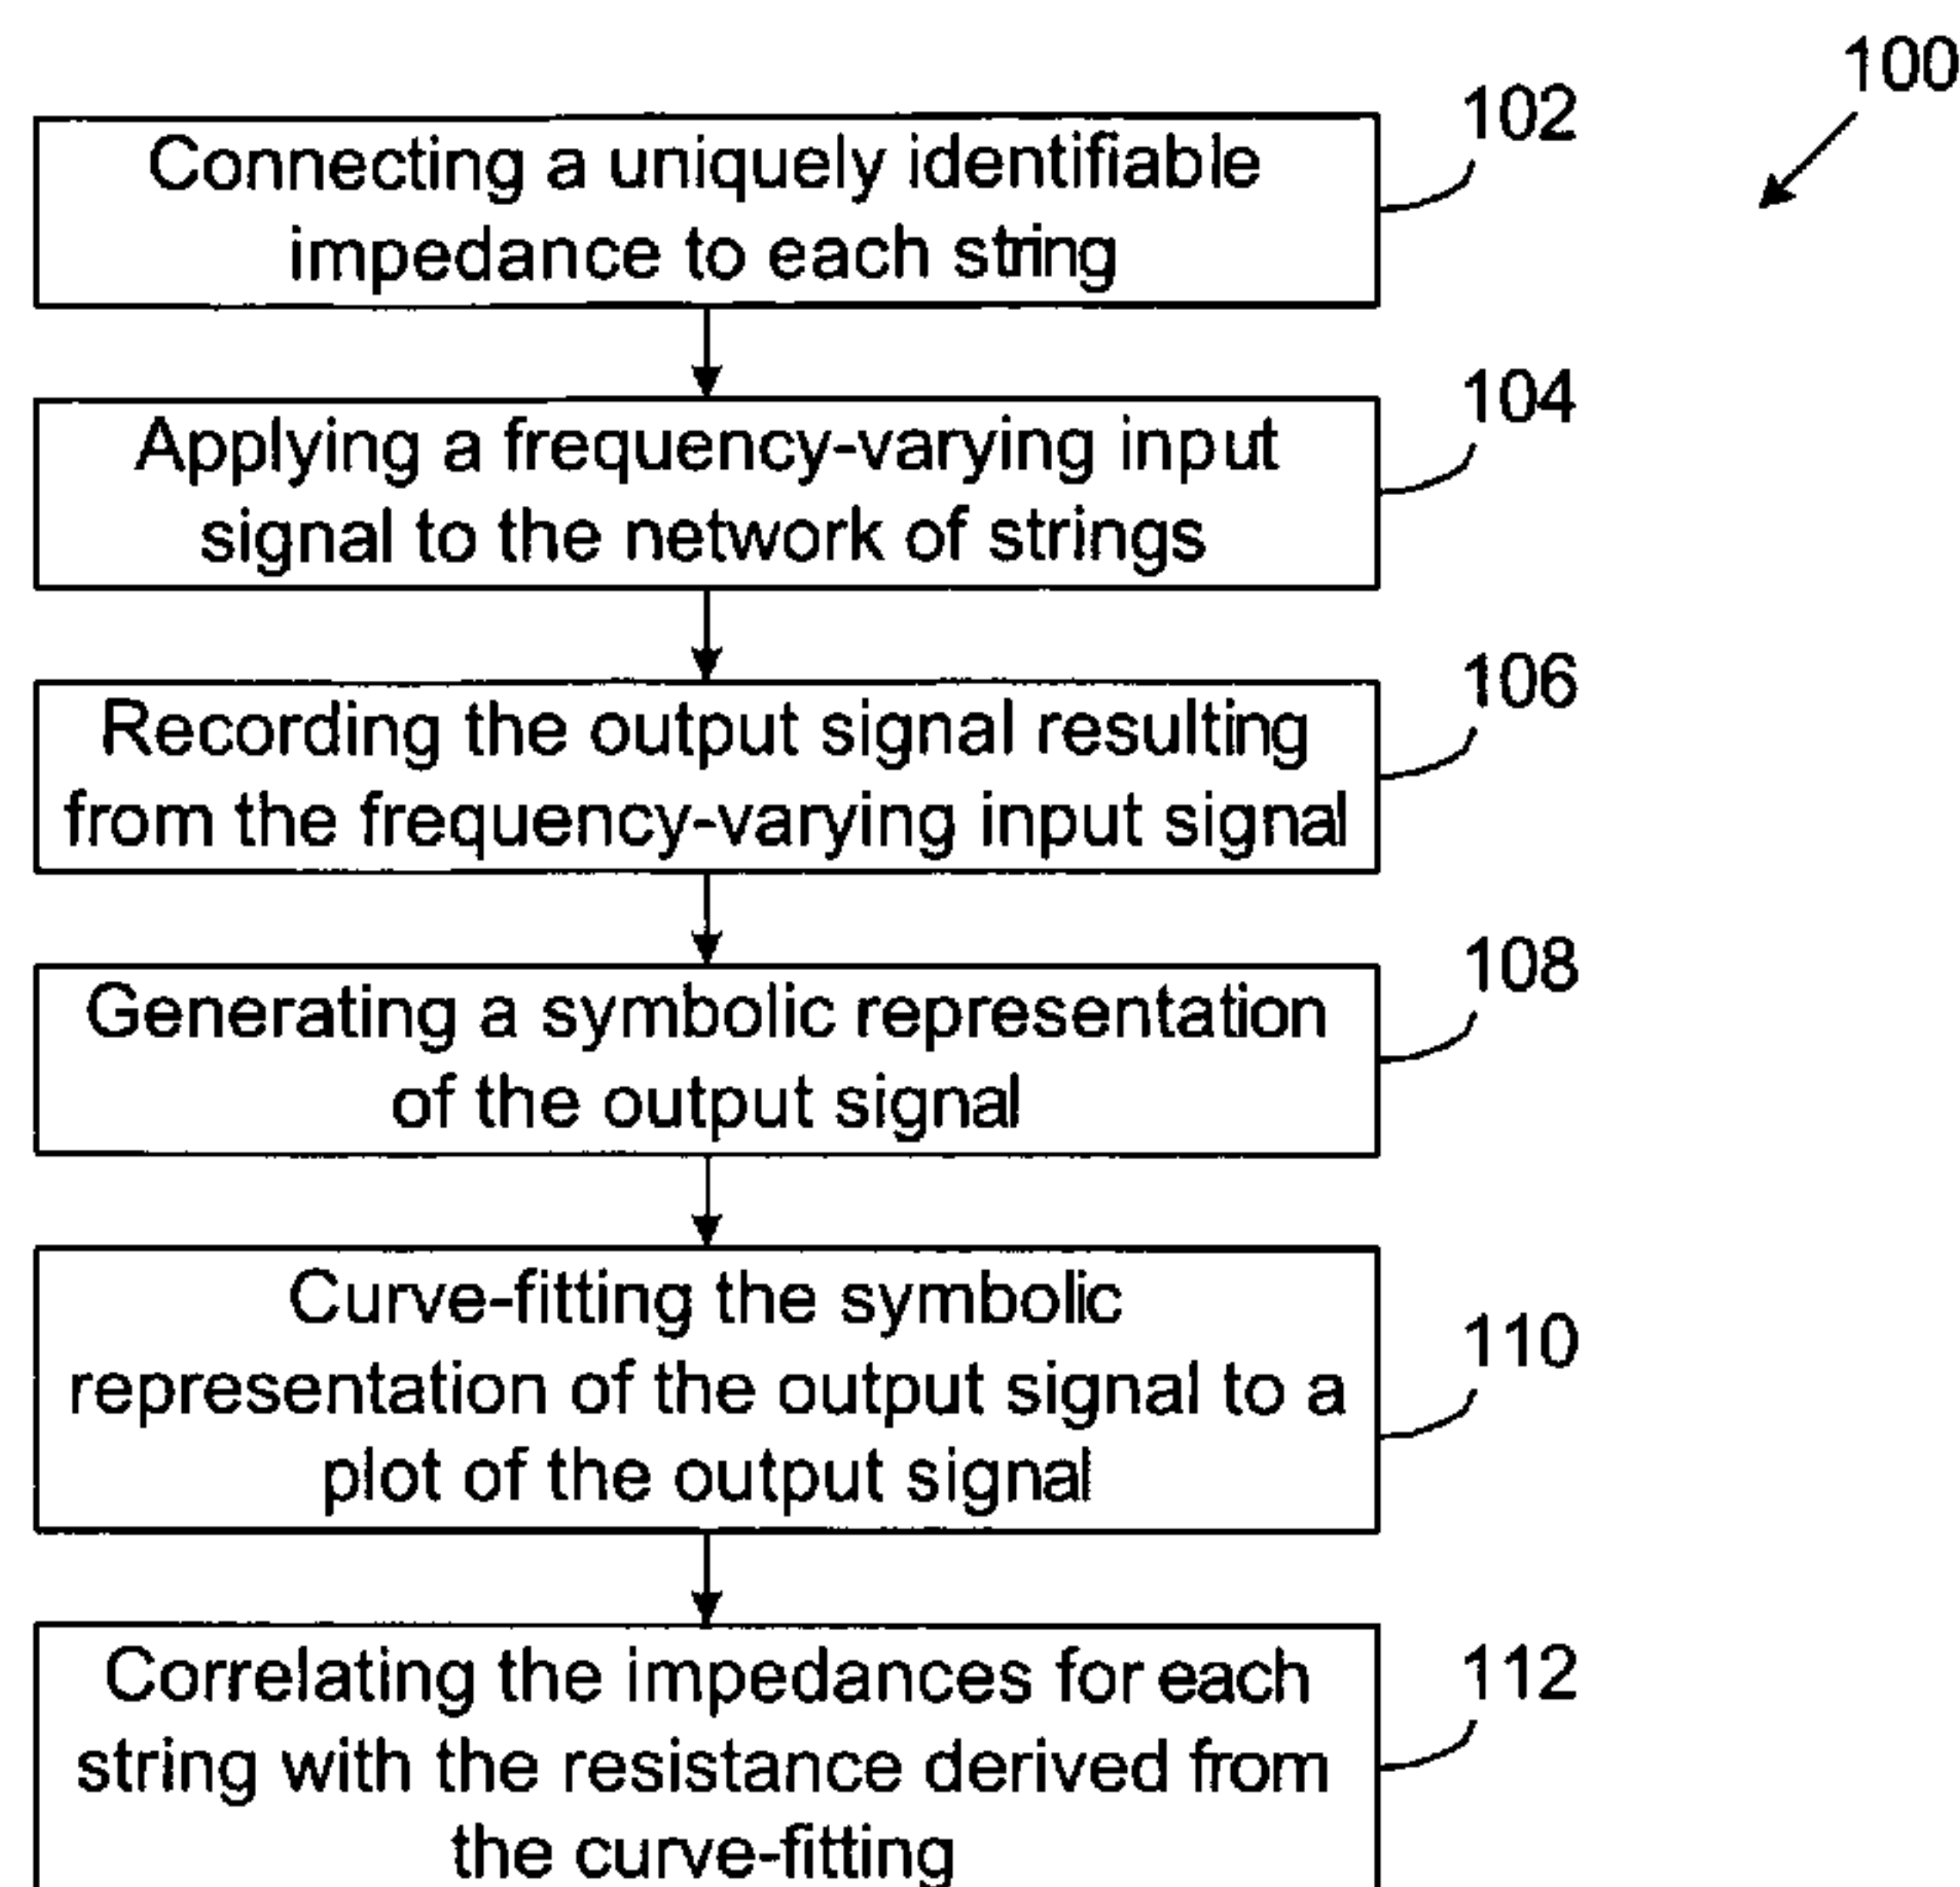 100
102
Connecting a uniquely identifiable
impedance to each string
104
Applying a frequency-varying input
signal to the network of strings
106
Recording the output signal resulting
from the frequency-varying input signal
108
Generating a symbolic representation
of the output signal
110
Curve-fitting the symbolic
representation of the output signal to a
plot of the output signal
112
Correlating the impedances for each
string with the resistance derived from
the curve-fitting